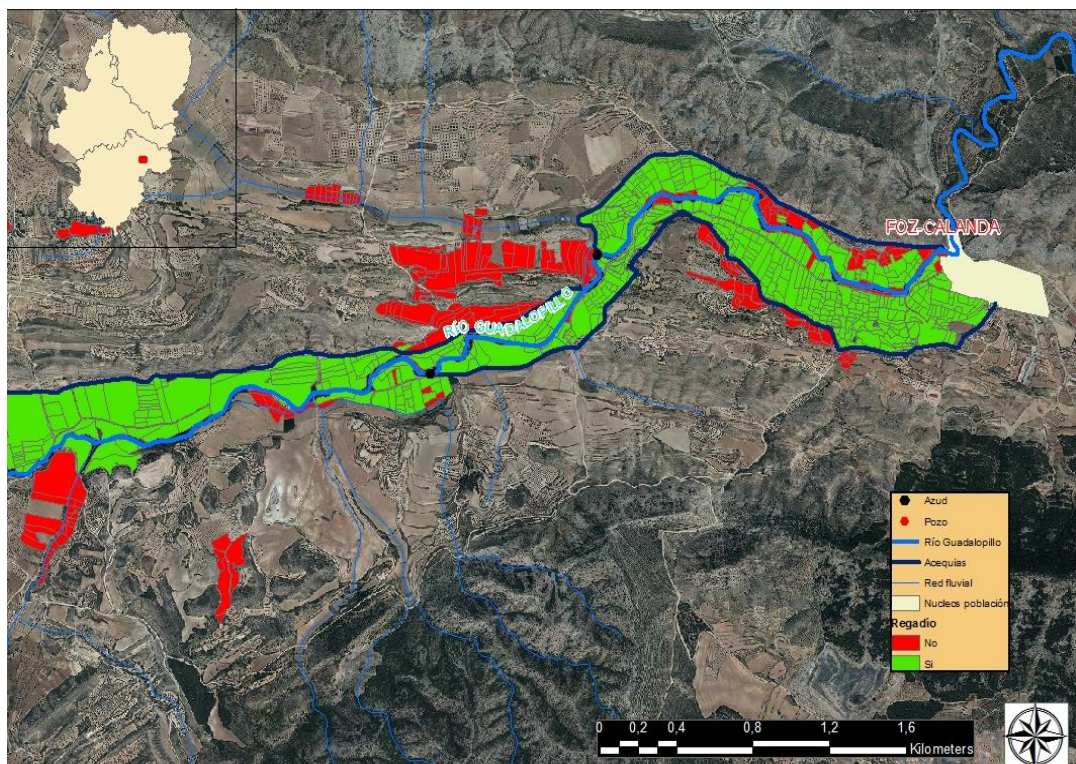 FOZ-CALANDA
RÍO GUADALOPILLO
Azud
Pozo
Río Guadalopillo
Acequias
Red fluvial
Nucleos población
Regadio
No
Si
0 0,2 0,4 0,8 1,2 1,6
Kilometers